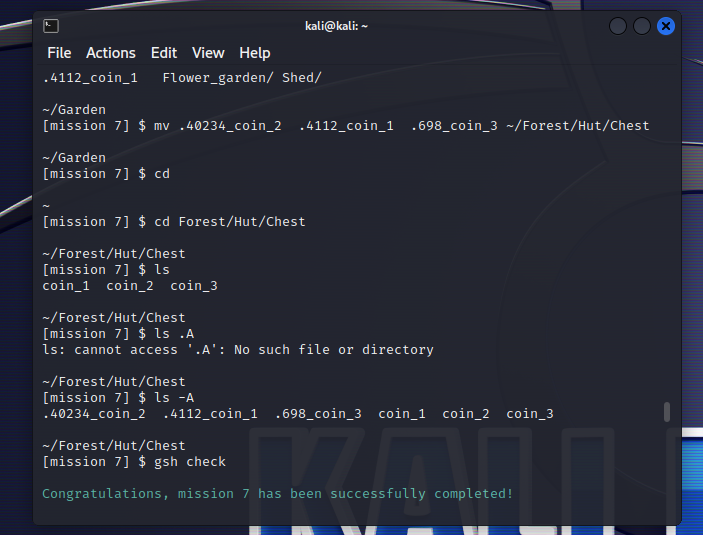 kali@kali: ~
File Actions Edit View Help
.4112_coin_1   Flower_garden/ Shed/
~/Garden
[mission 7] $ mv .40234_coin_2  .4112_coin_1  .698_coin_3 ~/Forest/Hut/Chest
~/Garden
[mission 7] $ cd
~
[mission 7] $ cd Forest/Hut/Chest
~/Forest/Hut/Chest
[mission 7] $ ls
coin_1  coin_2  coin_3
~/Forest/Hut/Chest
[mission 7] $ ls .A
ls: cannot access '.A': No such file or directory
~/Forest/Hut/Chest
[mission 7] $ ls -A
.40234_coin_2  .4112_coin_1  .698_coin_3  coin_1  coin_2  coin_3
~/Forest/Hut/Chest
[mission 7] $ gsh check
Congratulations, mission 7 has been successfully completed!
KALI